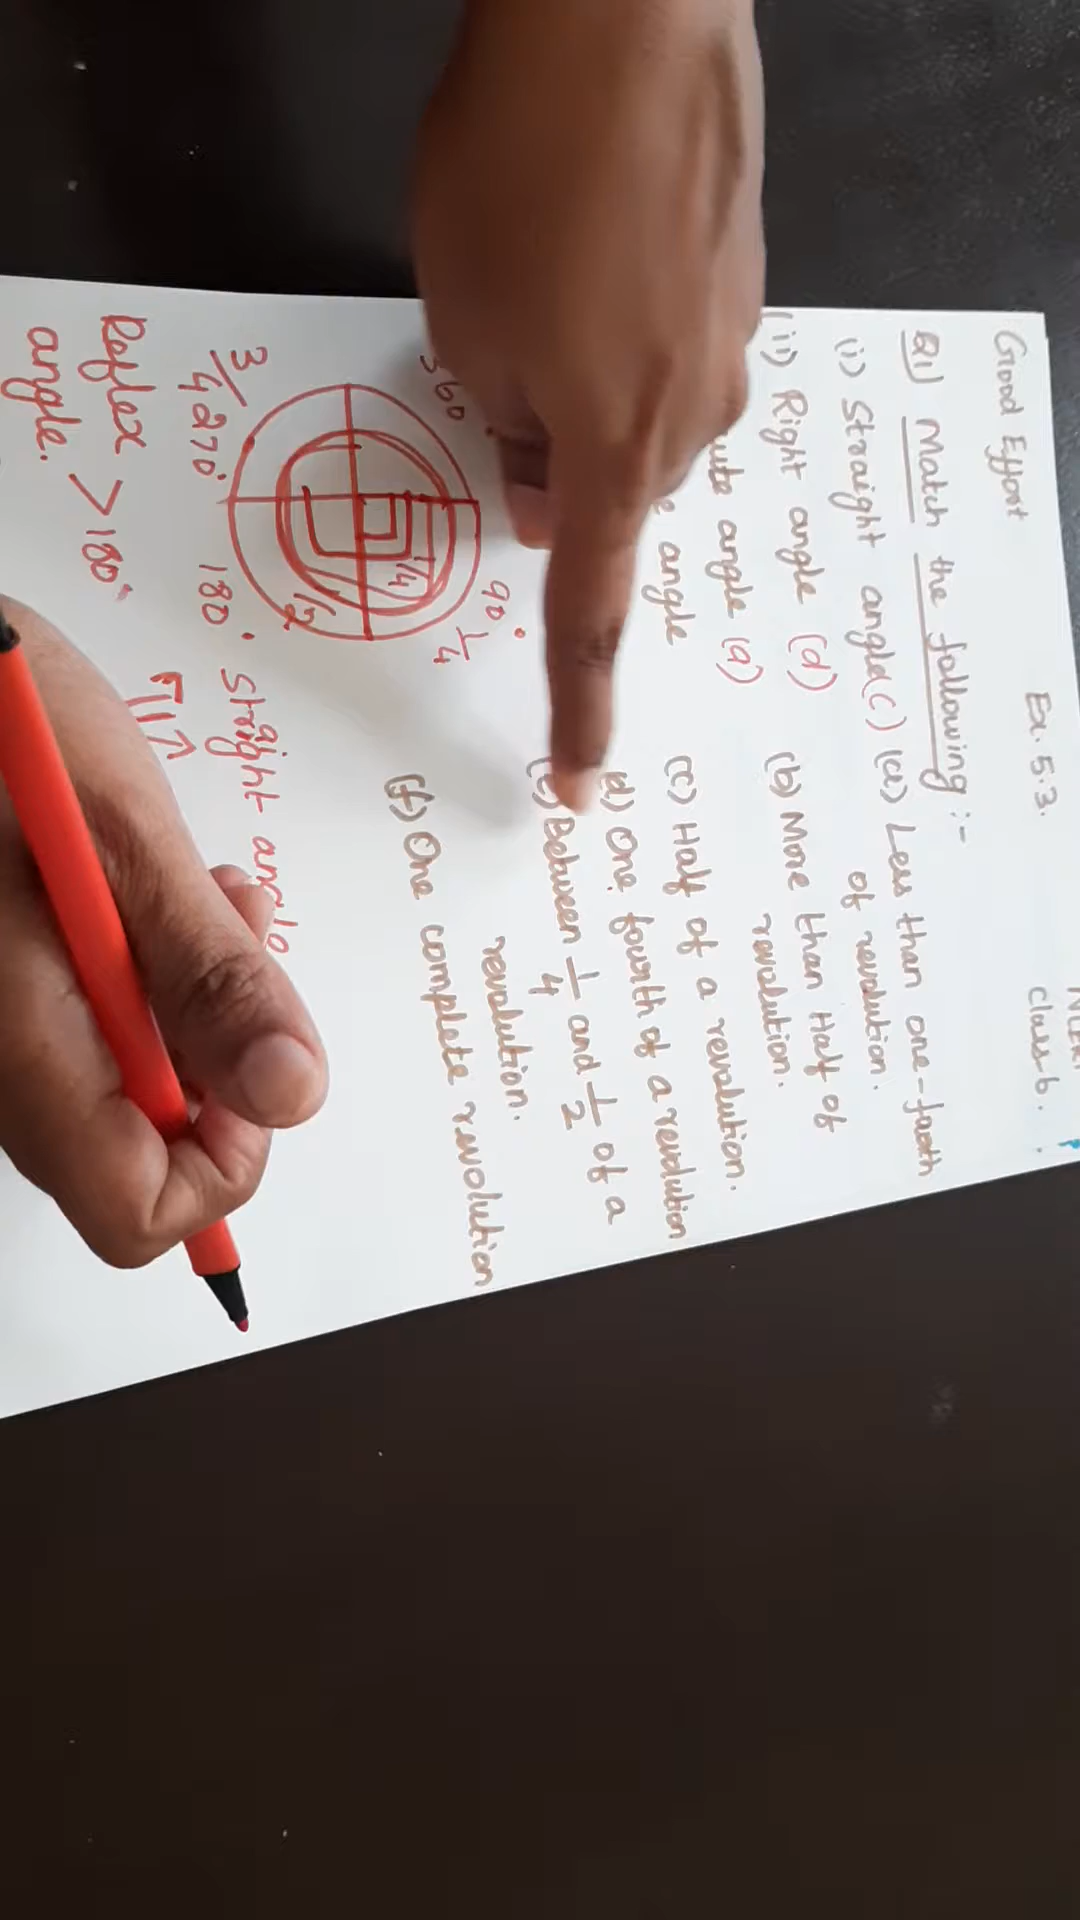 Good Effort Ex. 5.3.
class 6.
Q1) Match the following :-
(i) Straight angle (c) (a) Less than one-fourth
of revolution.
(ii) Right angle (d) (b) More than Half of
revolution.
angle (a) (c) Half of a revolution.
angle (d) One fourth of a revolution
(e) Between 1/4 and 1/2 of a
revolution.
(f) One complete revolution
360
90° 1/4
1/4
1/2
3/4 270° 180° straight angle
Reflex > 180°
angle.